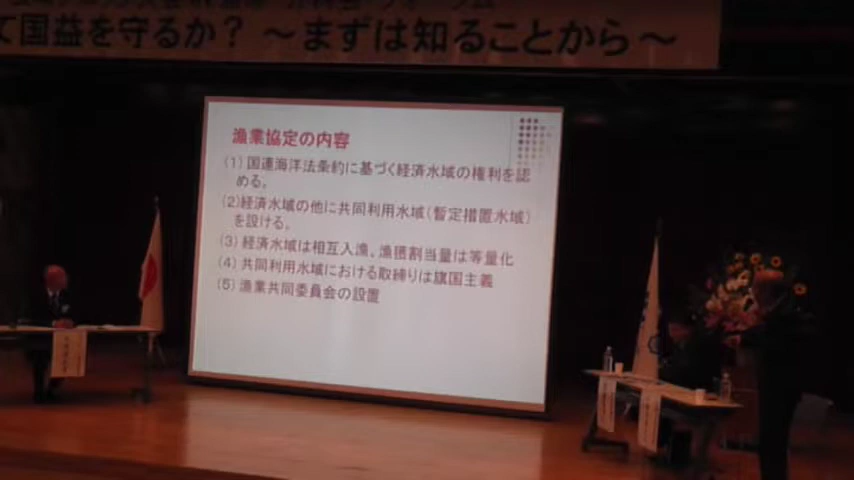 て国益を守るか？ ～まずは知ることから～
漁業協定の内容
(1) 国連海洋法条約に基づく経済水域の権利を認
める。
(2)経済水域の他に共同利用水域(暫定措置水域)
を設ける。
(3) 経済水域は相互入漁、漁獲割当量は等量化
(4) 共同利用水域における取締りは旗国主義
(5) 漁業共同委員会の設置